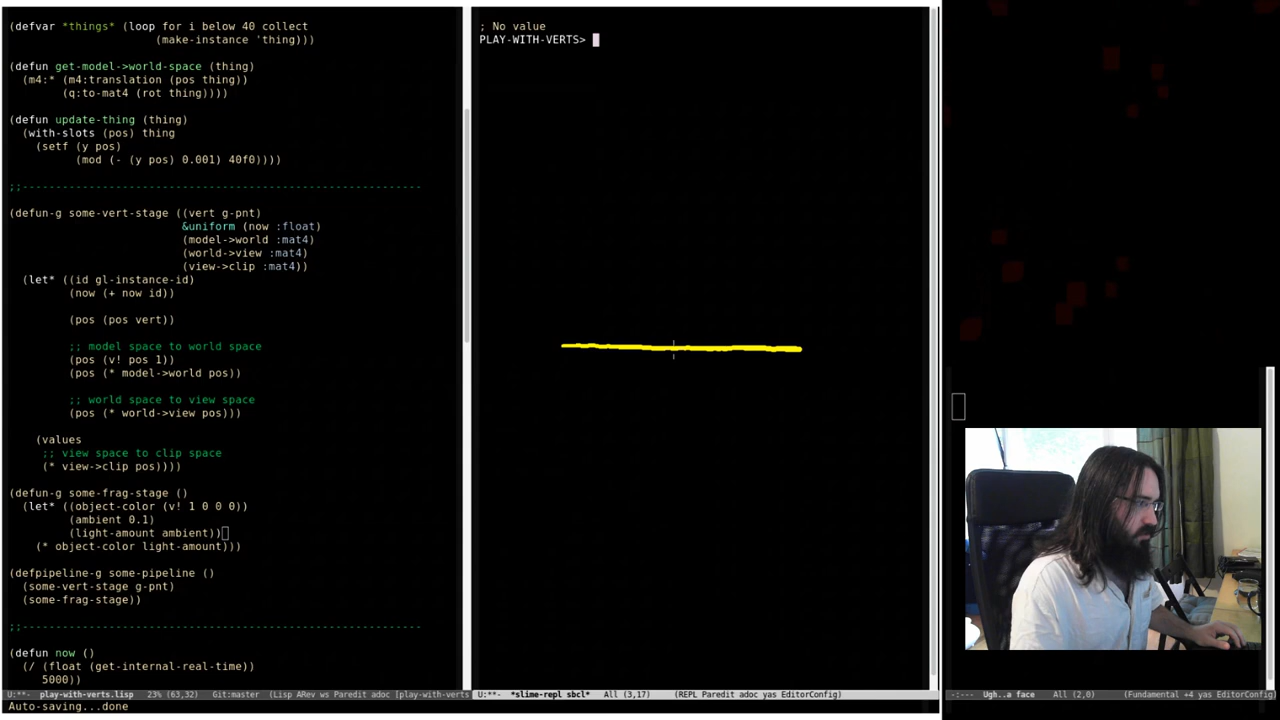 (defvar *things* (loop for i below 40 collect
(make-instance 'thing)))
(defun get-model->world-space (thing)
(m4:* (m4:translation (pos thing))
(q:to-mat4 (rot thing))))
(defun update-thing (thing)
(with-slots (pos) thing
(setf (y pos)
(mod (- (y pos) 0.001) 40f0))))
;;------------------------------------------------------------
(defun-g some-vert-stage ((vert g-pnt)
&uniform (now :float)
(model->world :mat4)
(world->view :mat4)
(view->clip :mat4))
(let* ((id gl-instance-id)
(now (+ now id))
(pos (pos vert))
;; model space to world space
(pos (v! pos 1))
(pos (* model->world pos))
;; world space to view space
(pos (* world->view pos)))
(values
;; view space to clip space
(* view->clip pos))))
(defun-g some-frag-stage ()
(let* ((object-color (v! 1 0 0 0))
(ambient 0.1)
(light-amount ambient))
(* object-color light-amount)))
(defpipeline-g some-pipeline ()
(some-vert-stage g-pnt)
(some-frag-stage))
;;------------------------------------------------------------
(defun now ()
(/ (float (get-internal-real-time))
5000))
U:**- play-with-verts.lisp 23% (63,32) Git:master (Lisp ARev ws Paredit adoc [play-with-verts
Auto-saving...done
; No value
PLAY-WITH-VERTS>
U:**- *slime-repl sbcl* All (3,17) (REPL Paredit adoc yas EditorConfig)
-:--- Ugh..a face All (2,0) (Fundamental +4 yas EditorConfig)